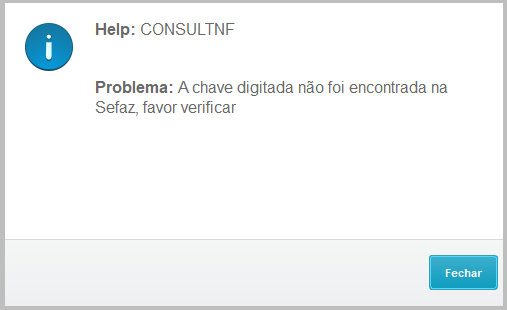 Help: CONSULTNF
Problema: A chave digitada não foi encontrada na
Sefaz, favor verificar
Fechar